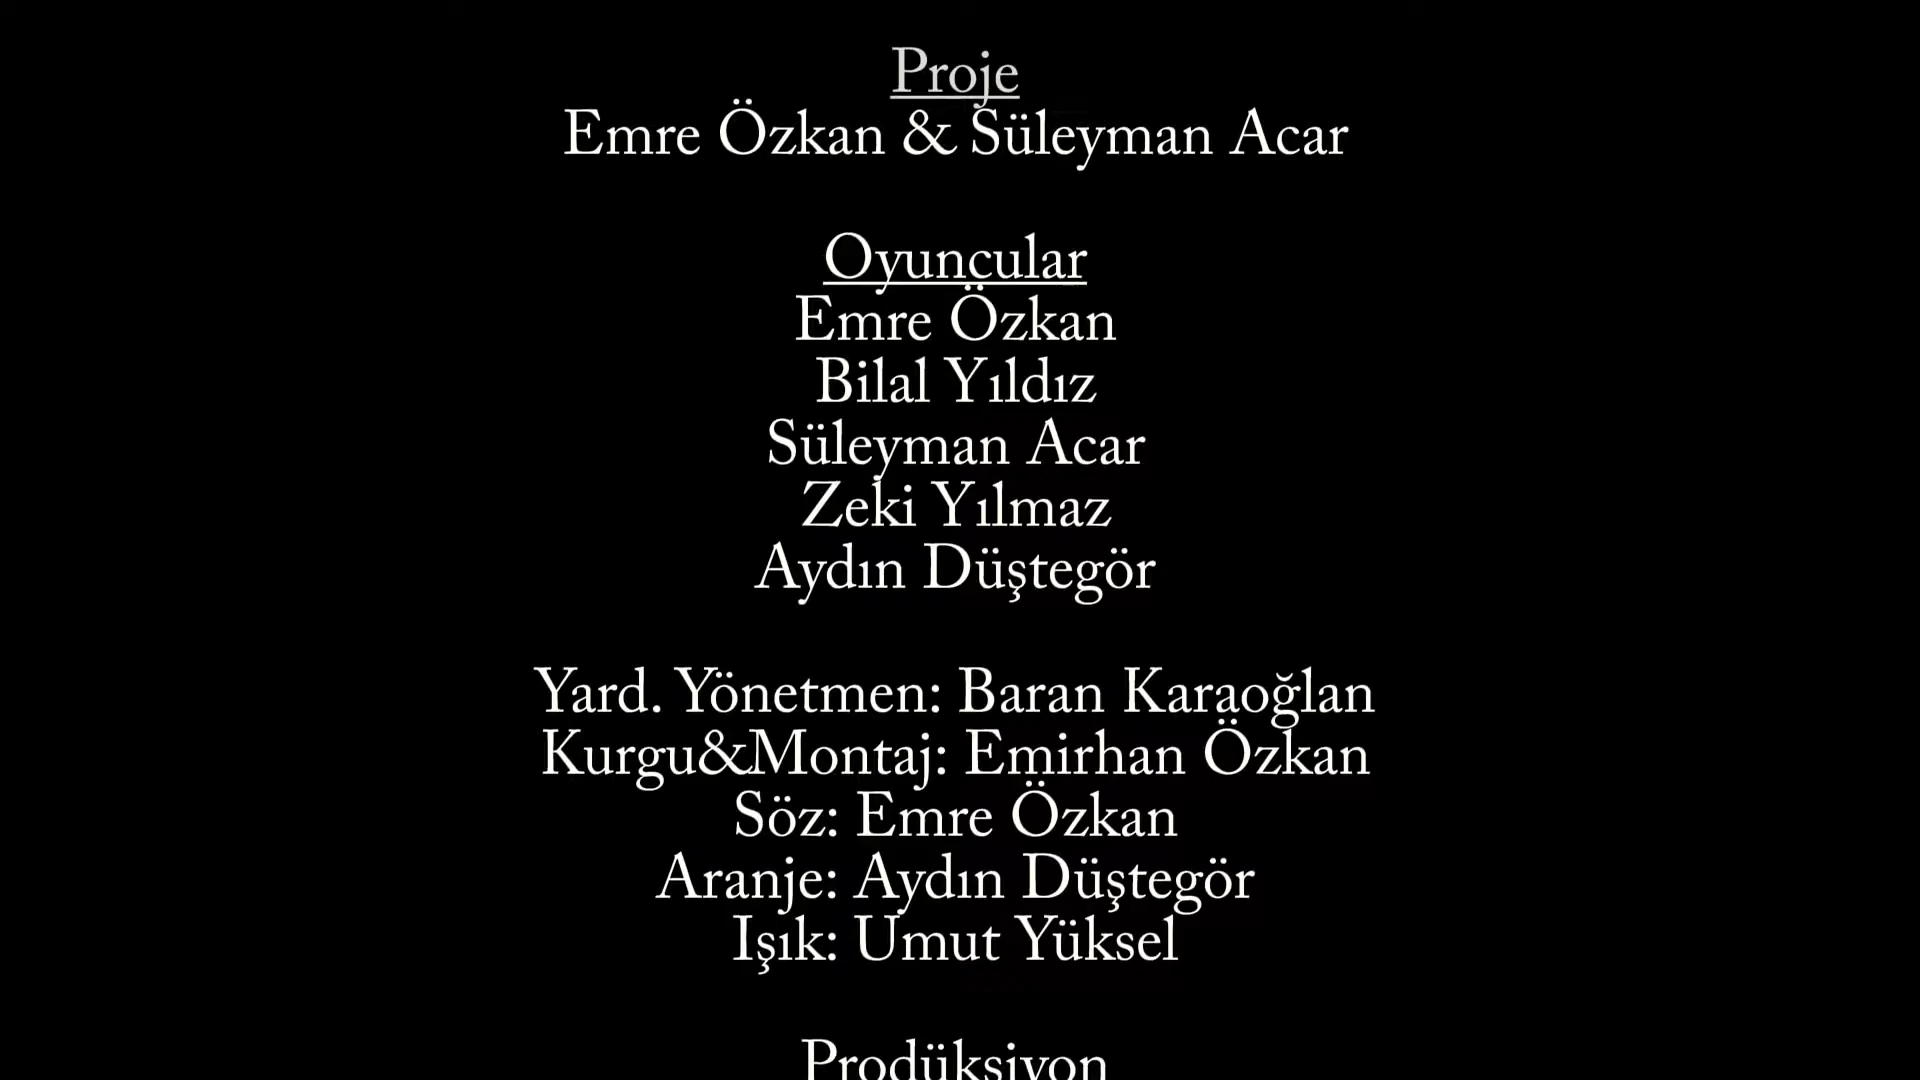 Proje
Emre Özkan & Süleyman Acar
Oyuncular
Emre Özkan
Bilal Yıldız
Süleyman Acar
Zeki Yılmaz
Aydın Düştegör
Yard. Yönetmen: Baran Karaoğlan
Kurgu&Montaj: Emirhan Özkan
Söz: Emre Özkan
Aranje: Aydın Düştegör
Işık: Umut Yüksel
Prodüksiyon